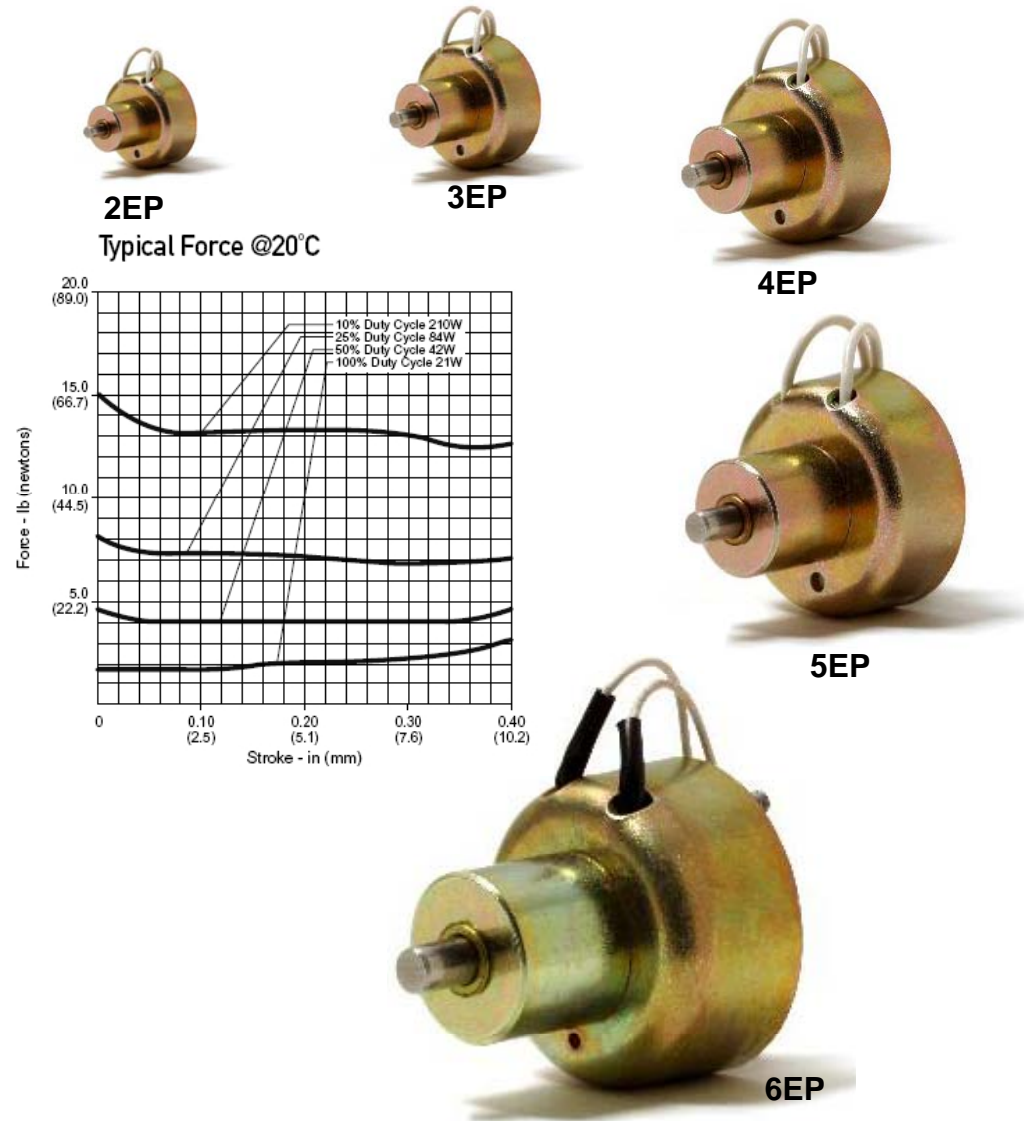 2EP
3EP
4EP
Typical Force @20°C
20.0
(89.0)
10% Duty Cycle 210W
25% Duty Cycle 84W
50% Duty Cycle 42W
100% Duty Cycle 21W
15.0
(66.7)
10.0
(44.5)
5.0
(22.2)
Force - lb (newtons)
0 0.10 0.20 0.30 0.40
(2.5) (5.1) (7.6) (10.2)
Stroke - in (mm)
5EP
6EP